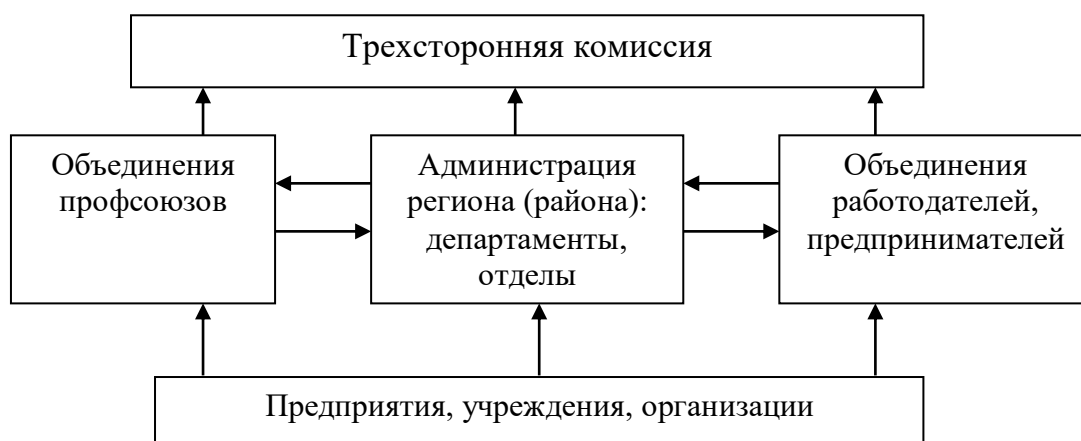 Трехсторонняя комиссия
Объединения
профсоюзов
Администрация
региона (района):
департаменты,
отделы
Объединения
работодателей,
предпринимателей
Предприятия, учреждения, организации